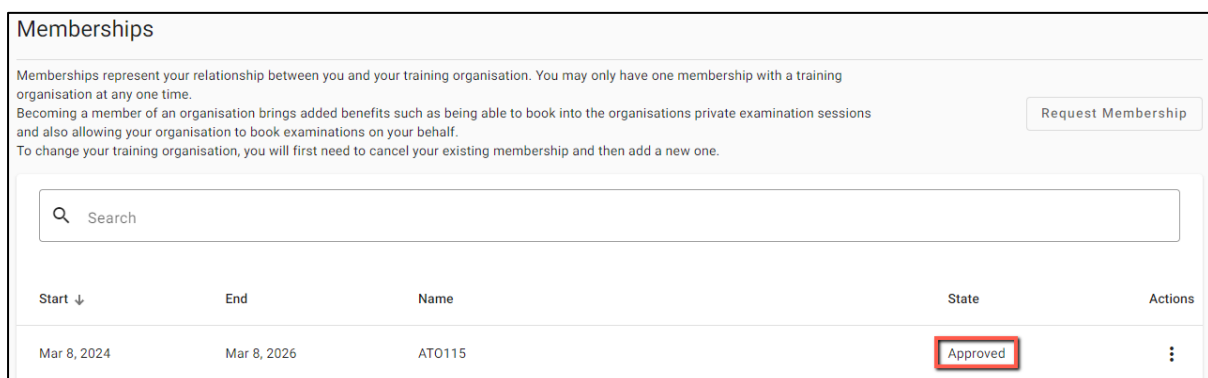 Memberships
Memberships represent your relationship between you and your training organisation. You may only have one membership with a training
organisation at any one time.
Becoming a member of an organisation brings added benefits such as being able to book into the organisations private examination sessions
and also allowing your organisation to book examinations on your behalf.
To change your training organisation, you will first need to cancel your existing membership and then add a new one.
Request Membership
Search
Start ↓ End Name State Actions
Mar 8, 2024 Mar 8, 2026 ATO115 Approved